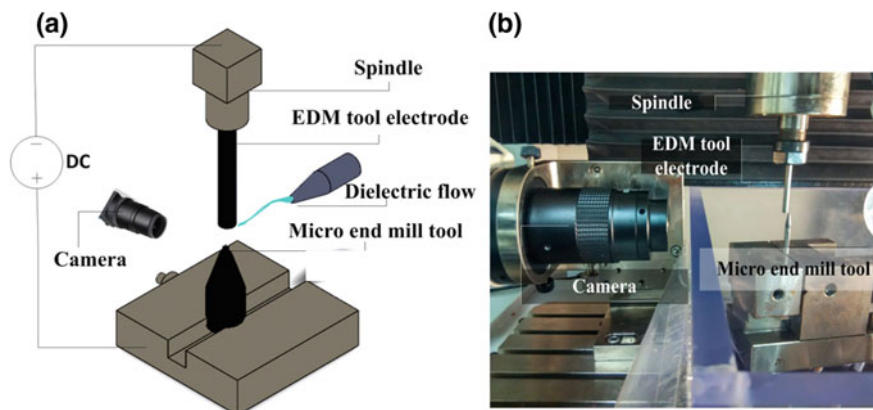 (a)
Spindle
EDM tool electrode
DC
Dielectric flow
Micro end mill tool
Camera
(b)
Spindle
EDM tool
electrode
Micro end mill tool
Camera